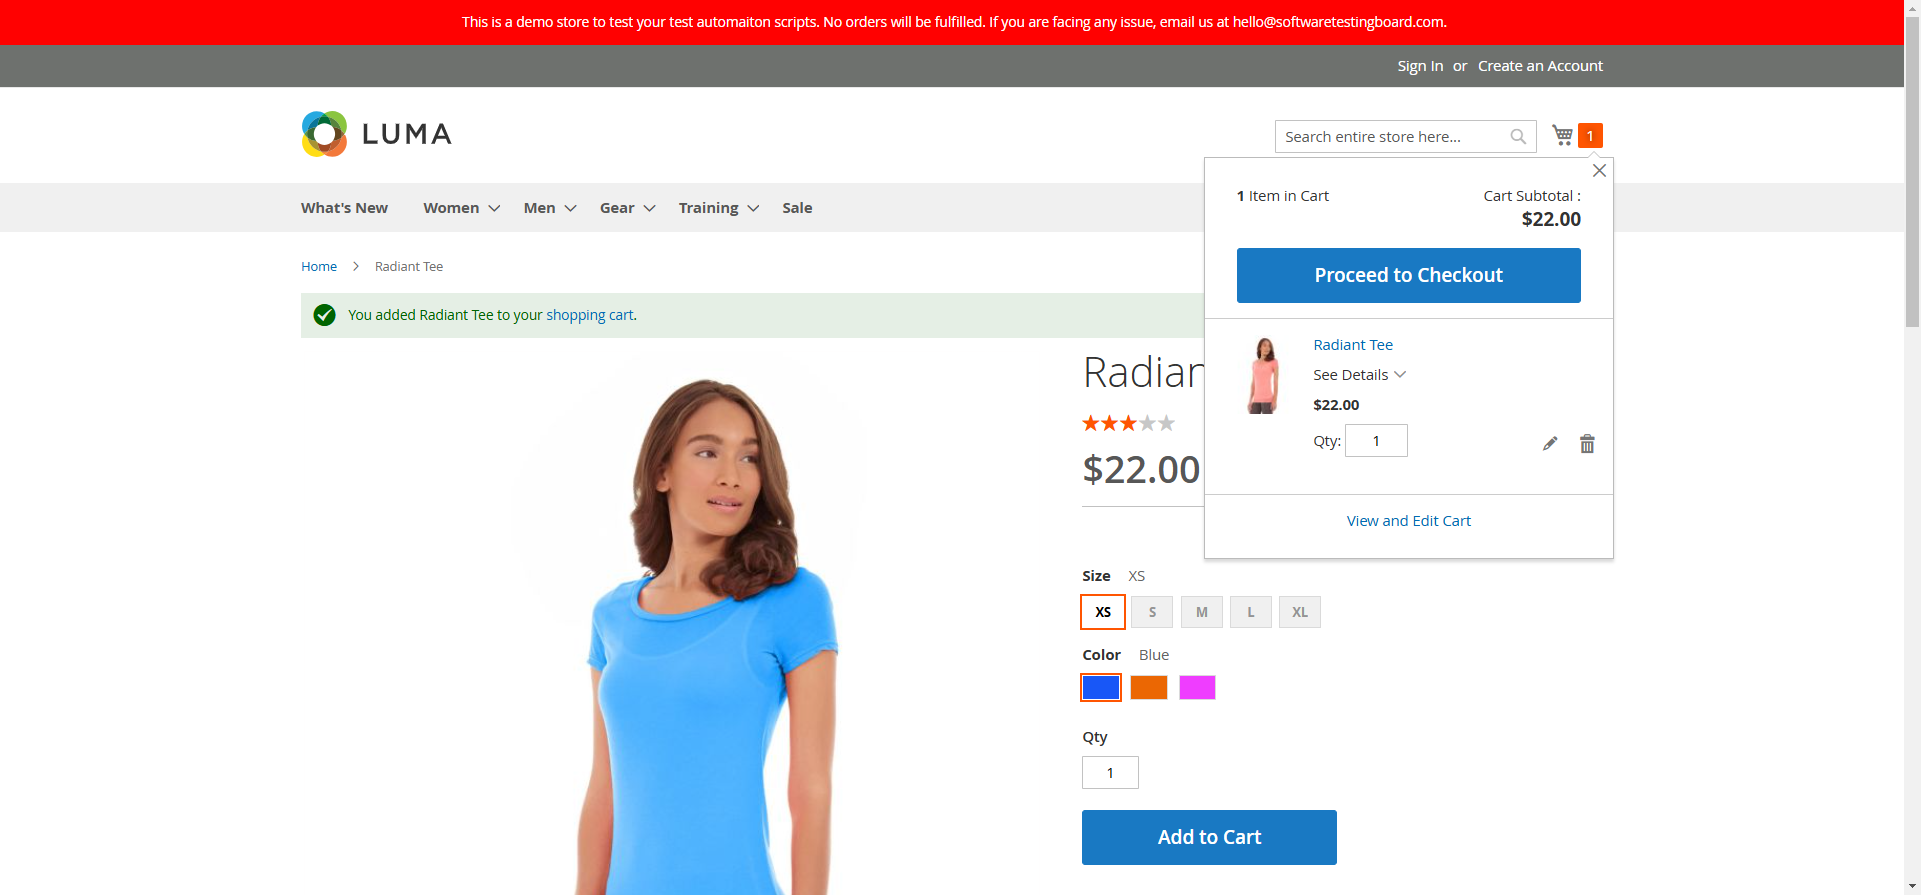 This is a demo store to test your test automaiton scripts. No orders will be fulfilled. If you are facing any issue, email us at hello@softwaretestingboard.com.
Sign In or Create an Account
LUMA
Search entire store here...
1
What's New Women Men Gear Training Sale
1 Item in Cart
Cart Subtotal :
$22.00
Proceed to Checkout
Radiant Tee
See Details
$22.00
Qty: 1
View and Edit Cart
Home Radiant Tee
You added Radiant Tee to your shopping cart.
Radian
$22.00
Size XS
XS S M L XL
Color Blue
Qty
1
Add to Cart